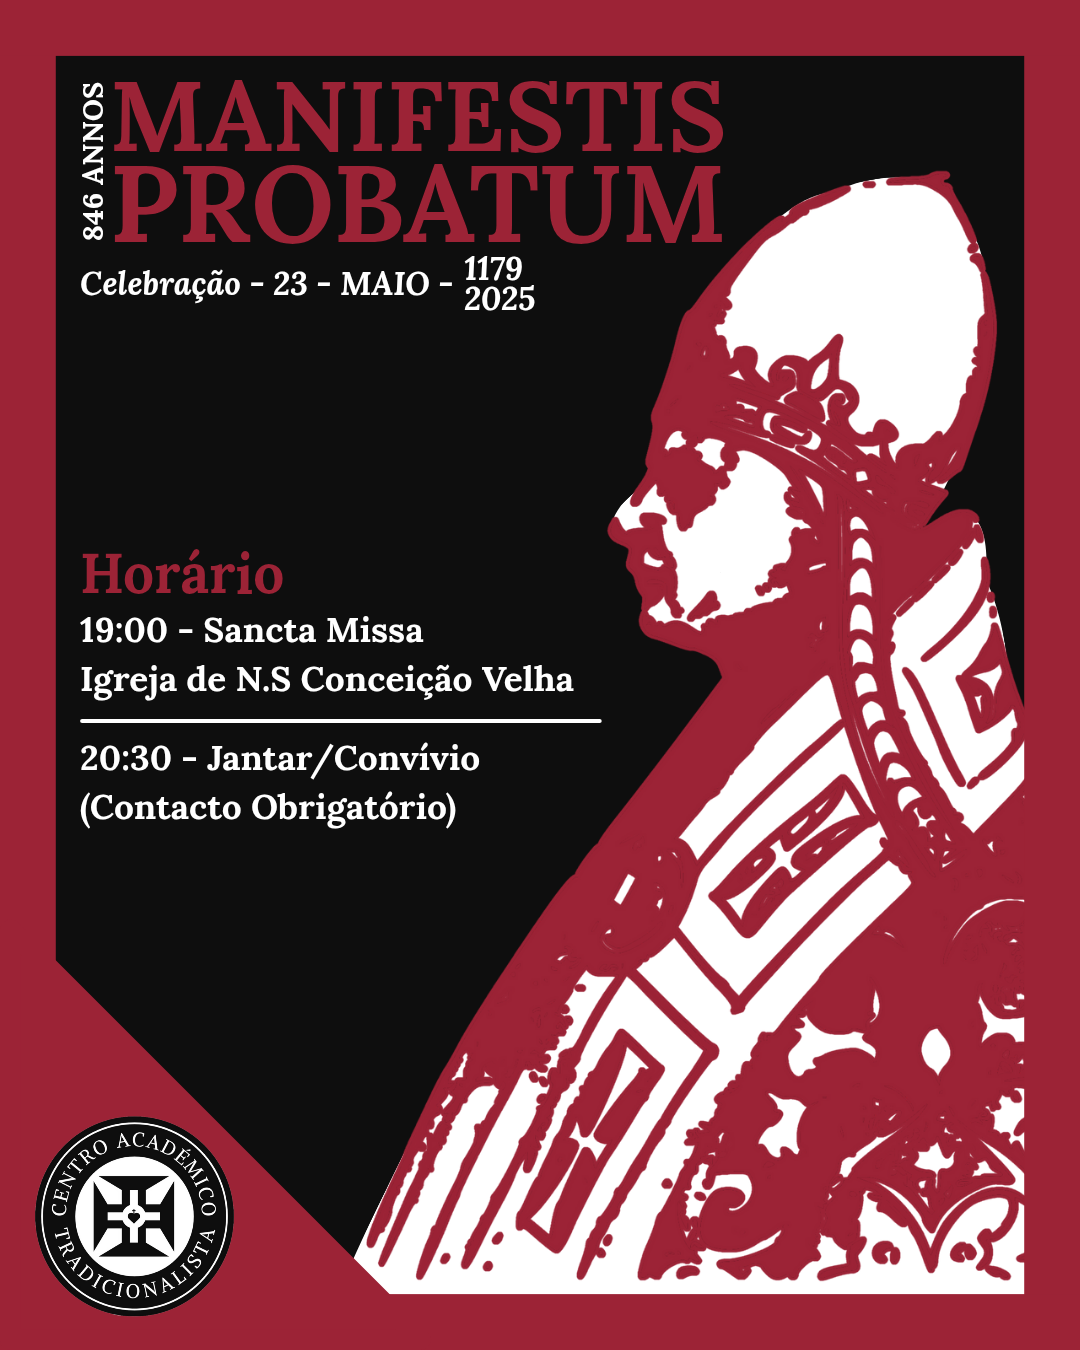 846 ANNOS
MANIFESTIS
PROBATUM
Celebração - 23 - MAIO - 1179
2025
Horário
19:00 - Sancta Missa
Igreja de N.S Conceição Velha
20:30 - Jantar/Convívio
(Contacto Obrigatório)
CENTRO ACADÉMICO
TRADICIONALISTA